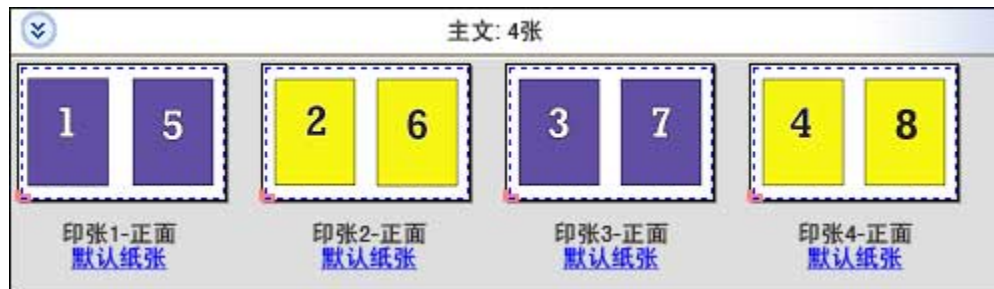 主文: 4张
1 5 2 6 3 7 4 8
印张1-正面 印张2-正面 印张3-正面 印张4-正面
默认纸张 默认纸张 默认纸张 默认纸张